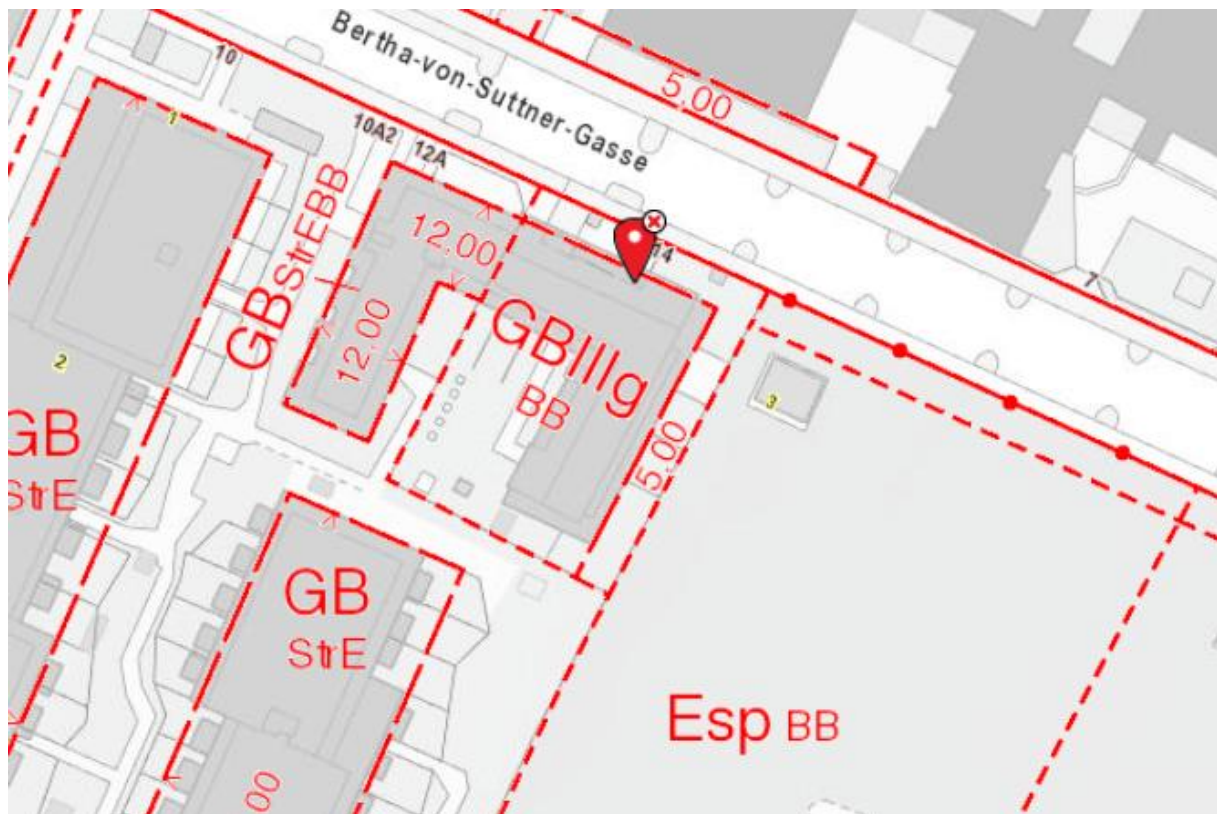 Bertha-von-Suttner-Gasse
5,00
10
10A2
12A
1
14
7
GBStrEBB
12,00
12,00
GBIIIg
BB
2
3
5,00
GB
StrE
GB
StrE
Esp BB
00